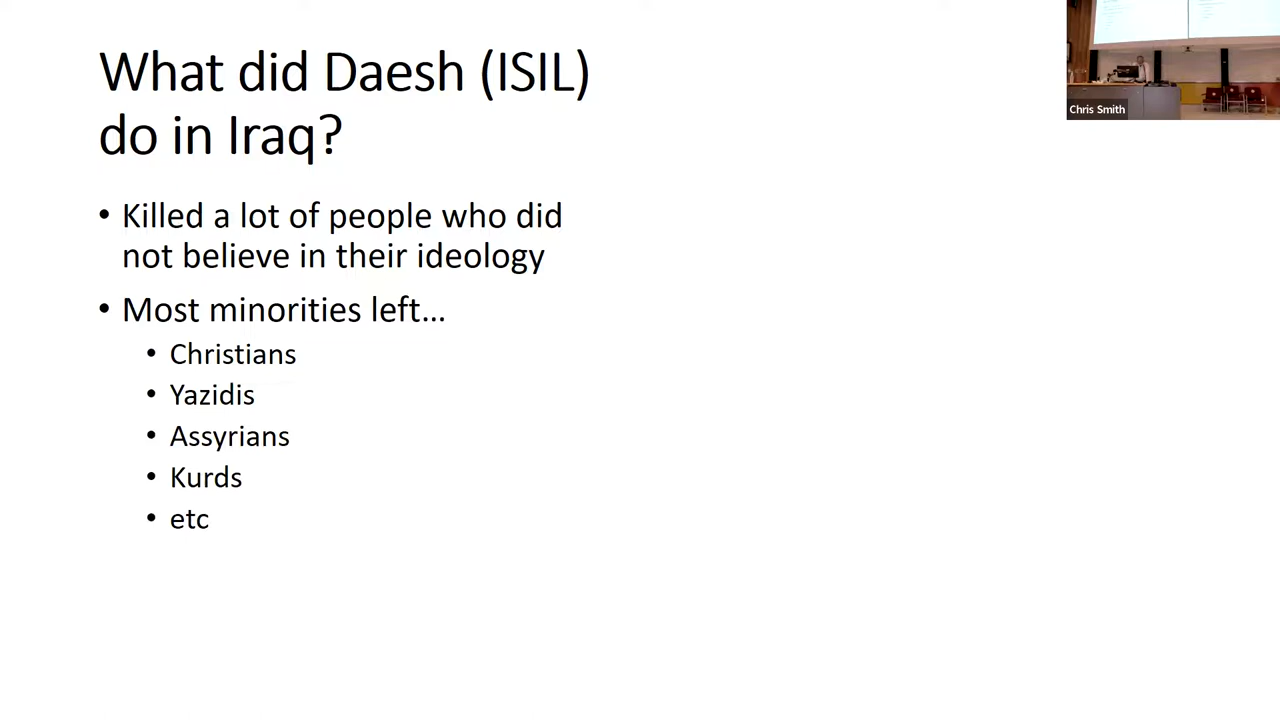 What did Daesh (ISIL)
do in Iraq?
• Killed a lot of people who did
not believe in their ideology
• Most minorities left…
• Christians
• Yazidis
• Assyrians
• Kurds
• etc
Chris Smith